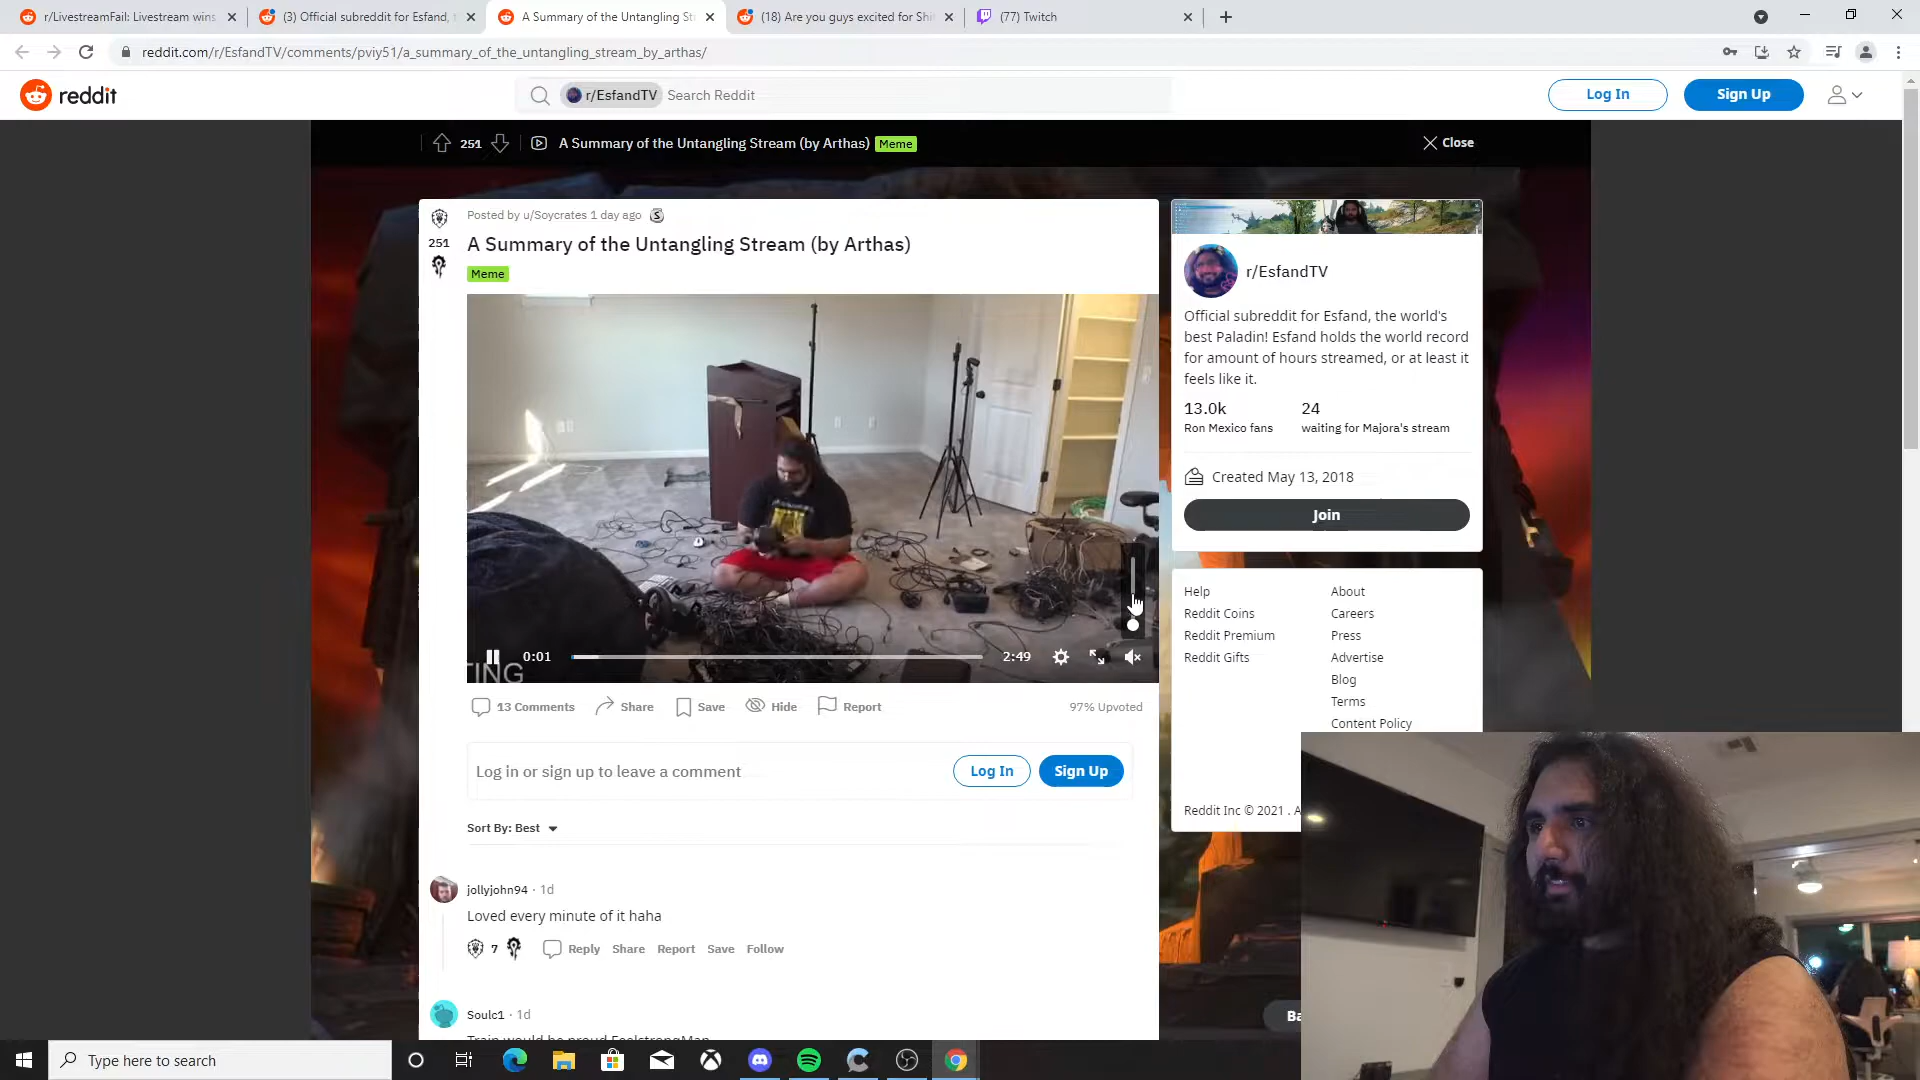 r/LivestreamFail: Livestream wins
(3) Official subreddit for Esfand, t
A Summary of the Untangling St
(18) Are you guys excited for Shi
(77) Twitch
reddit.com/r/EsfandTV/comments/pviy51/a_summary_of_the_untangling_stream_by_arthas/
reddit
r/EsfandTV Search Reddit
Log In
Sign Up
251
A Summary of the Untangling Stream (by Arthas) Meme
Close
Posted by u/Soycrates 1 day ago
251
A Summary of the Untangling Stream (by Arthas)
Meme
TING
0:01
2:49
13 Comments
Share
Save
Hide
Report
97% Upvoted
Log in or sign up to leave a comment
Log In
Sign Up
Sort By: Best
jollyjohn94 · 1d
Loved every minute of it haha
7
Reply Share Report Save Follow
Soulc1 · 1d
Train would be proud FeelstrongMan
r/EsfandTV
Official subreddit for Esfand, the world's
best Paladin! Esfand holds the world record
for amount of hours streamed, or at least it
feels like it.
13.0k
Ron Mexico fans
24
waiting for Majora's stream
Created May 13, 2018
Join
Help
Reddit Coins
Reddit Premium
Reddit Gifts
About
Careers
Press
Advertise
Blog
Terms
Content Policy
Reddit Inc © 2021 . A
Ba
Type here to search